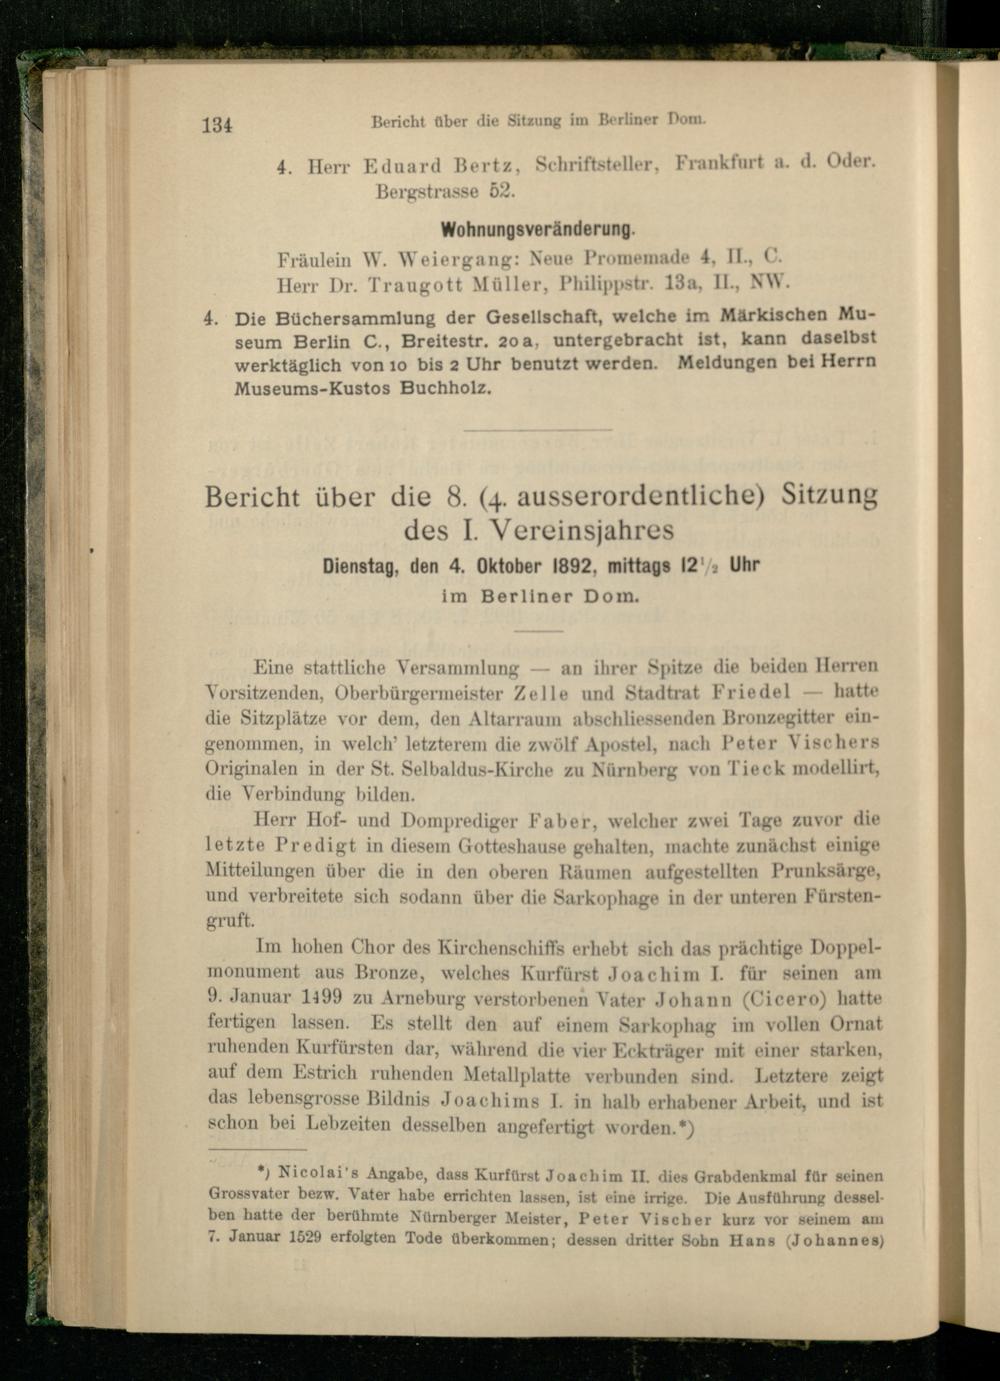 134 Bericht über die Sitzung im Berliner Dom.
4. Herr Eduard Bertz, Schriftsteller, Frankfurt a. d. Oder.
Bergstrasse 52.
Wohnungsveränderung.
Fräulein W. Weiergang: Neue Promemade 4, II., C.
Herr Dr. Traugott Müller, Philippstr. 13a, II., NW.
4. Die Büchersammlung der Gesellschaft, welche im Märkischen Mu-
seum Berlin C., Breitestr. 20a, untergebracht ist, kann daselbst
werktäglich von 10 bis 2 Uhr benutzt werden. Meldungen bei Herrn
Museums-Kustos Buchholz.
Bericht über die 8. (4. ausserordentliche) Sitzung
des I. Vereinsjahres
Dienstag, den 4. Oktober 1892, mittags 12 1/2 Uhr
im Berliner Dom.
Eine stattliche Versammlung — an ihrer Spitze die beiden Herren
Vorsitzenden, Oberbürgermeister Zelle und Stadtrat Friedel — hatte
die Sitzplätze vor dem, den Altarraum abschliessenden Bronzegitter ein-
genommen, in welch' letzterem die zwölf Apostel, nach Peter Vischers
Originalen in der St. Selbaldus-Kirche zu Nürnberg von Tieck modellirt,
die Verbindung bilden.
Herr Hof- und Domprediger Faber, welcher zwei Tage zuvor die
letzte Predigt in diesem Gotteshause gehalten, machte zunächst einige
Mitteilungen über die in den oberen Räumen aufgestellten Prunksärge,
und verbreitete sich sodann über die Sarkophage in der unteren Fürsten-
gruft.
Im hohen Chor des Kirchenschiffs erhebt sich das prächtige Doppel-
monument aus Bronze, welches Kurfürst Joachim I. für seinen am
9. Januar 1499 zu Arneburg verstorbenen Vater Johann (Cicero) hatte
fertigen lassen. Es stellt den auf einem Sarkophag im vollen Ornat
ruhenden Kurfürsten dar, während die vier Eckträger mit einer starken,
auf dem Estrich ruhenden Metallplatte verbunden sind. Letztere zeigt
das lebensgrosse Bildnis Joachims I. in halb erhabener Arbeit, und ist
schon bei Lebzeiten desselben angefertigt worden.*)
*) Nicolai's Angabe, dass Kurfürst Joachim II. dies Grabdenkmal für seinen
Grossvater bezw. Vater habe errichten lassen, ist eine irrige. Die Ausführung dessel-
ben hatte der berühmte Nürnberger Meister, Peter Vischer kurz vor seinem am
7. Januar 1529 erfolgten Tode überkommen; dessen dritter Sohn Hans (Johannes)